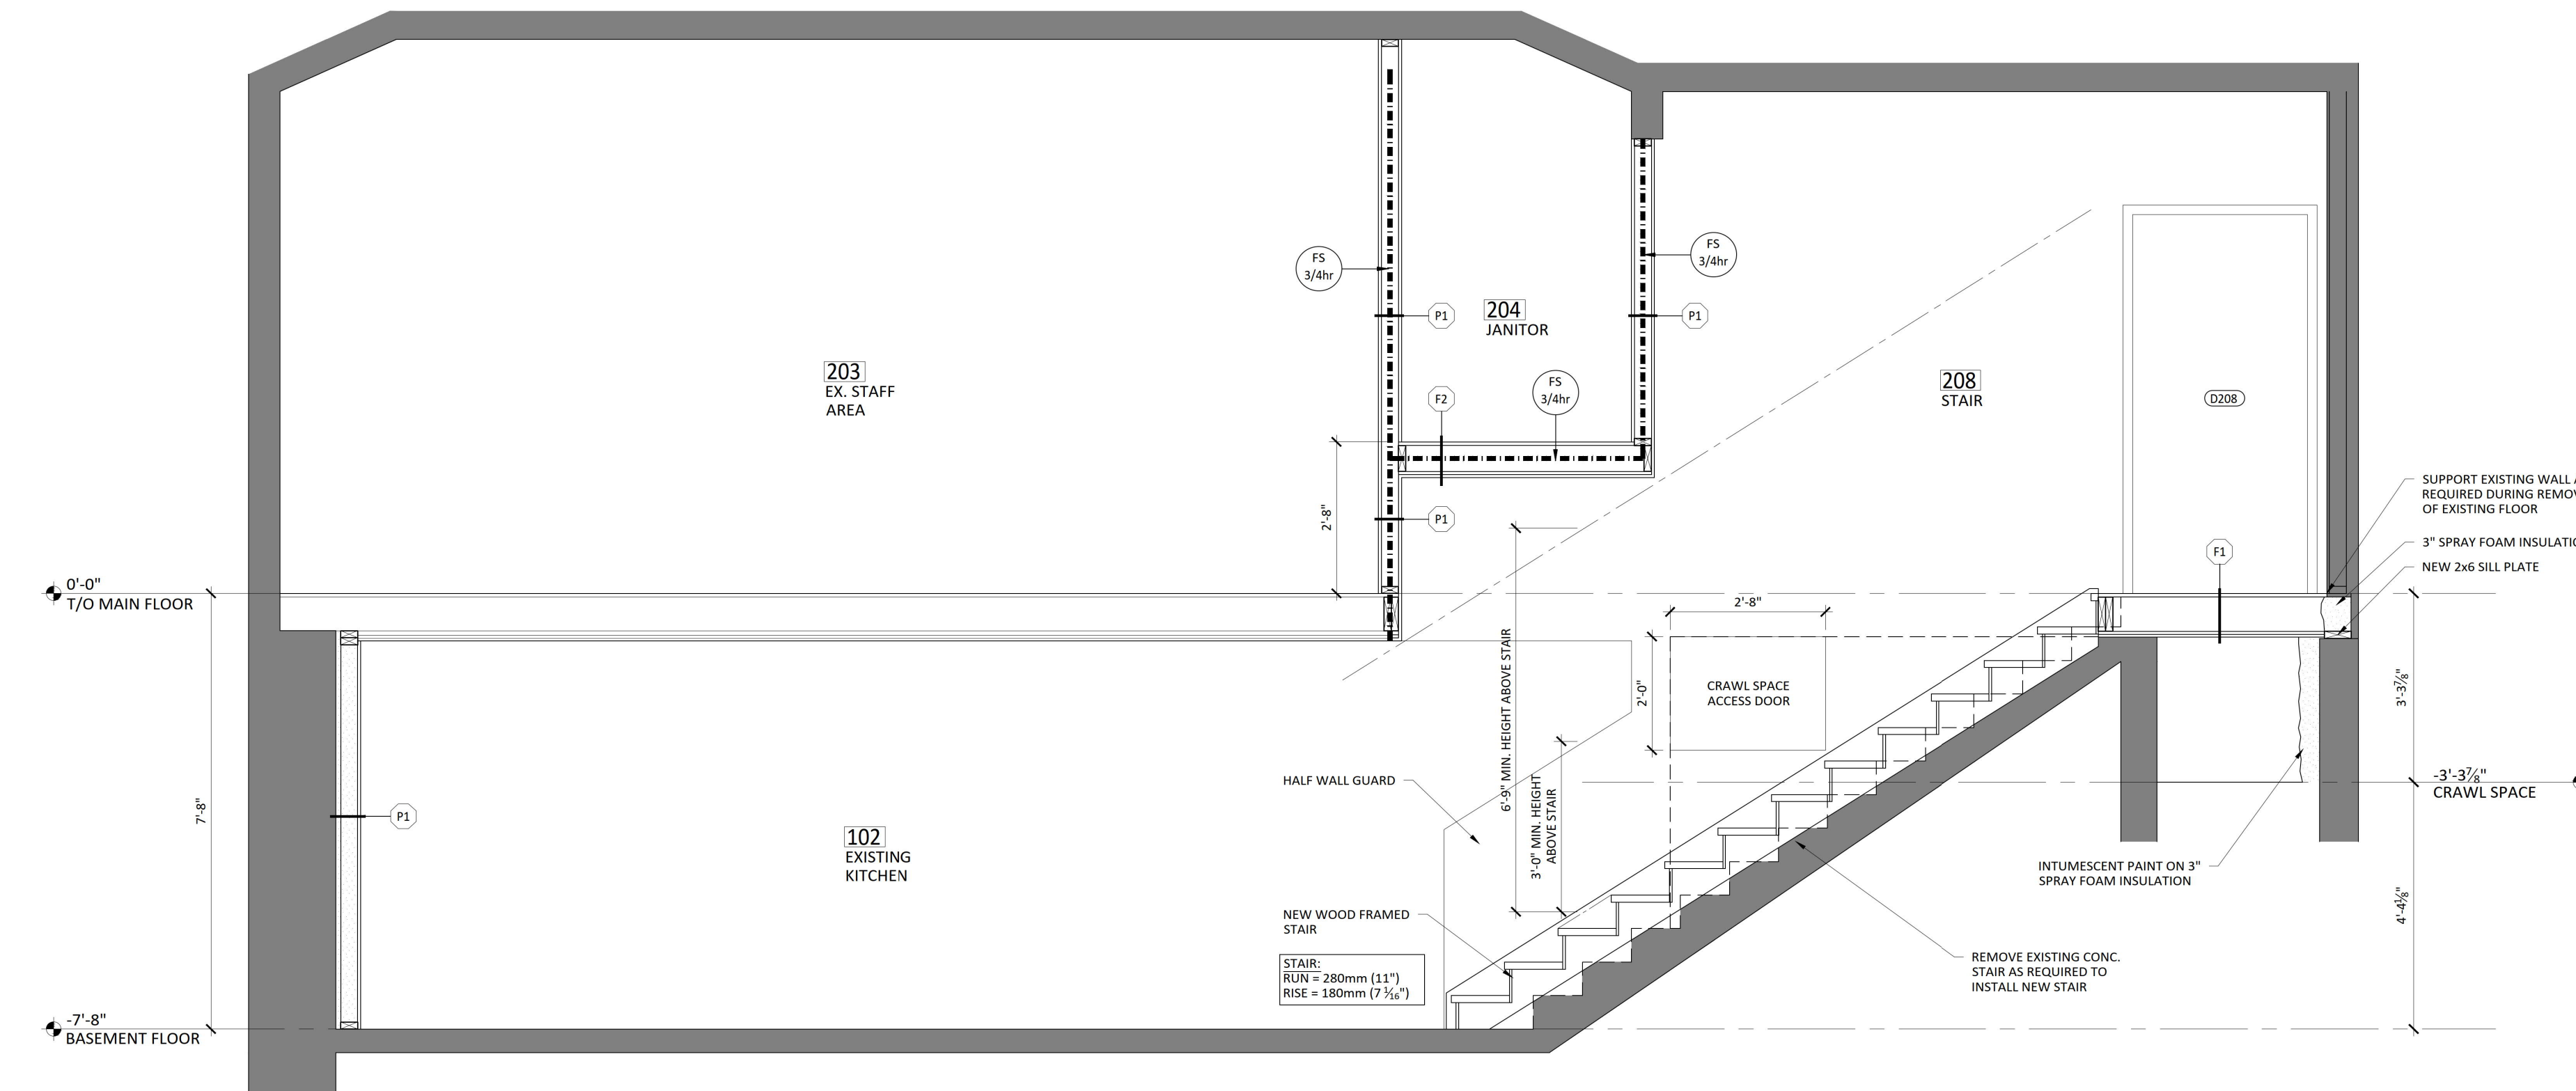 FS
3/4hr
FS
3/4hr
P1
204
JANITOR
P1
203
EX. STAFF
AREA
F2
FS
3/4hr
208
STAIR
D208
2'-8"
P1
SUPPORT EXISTING WALL
REQUIRED DURING
OF EXISTING FLOOR
3" SPRAY FOAM
NEW 2x6 SILL PLATE
F1
0'-0"
T/O MAIN FLOOR
2'-8"
6'-9" MIN. HEIGHT ABOVE STAIR
2'-0"
CRAWL SPACE
ACCESS DOOR
3'-3⅞"
HALF WALL GUARD
3'-0" MIN. HEIGHT
ABOVE STAIR
-3'-3⅞"
CRAWL SPACE
7'-8"
P1
102
EXISTING
KITCHEN
INTUMESCENT PAINT ON 3"
SPRAY FOAM INSULATION
4'-4⅛"
NEW WOOD FRAMED
STAIR
STAIR:
RUN = 280mm (11")
RISE = 180mm (7 1⁄16")
REMOVE EXISTING CONC.
STAIR AS REQUIRED TO
INSTALL NEW STAIR
-7'-8"
BASEMENT FLOOR